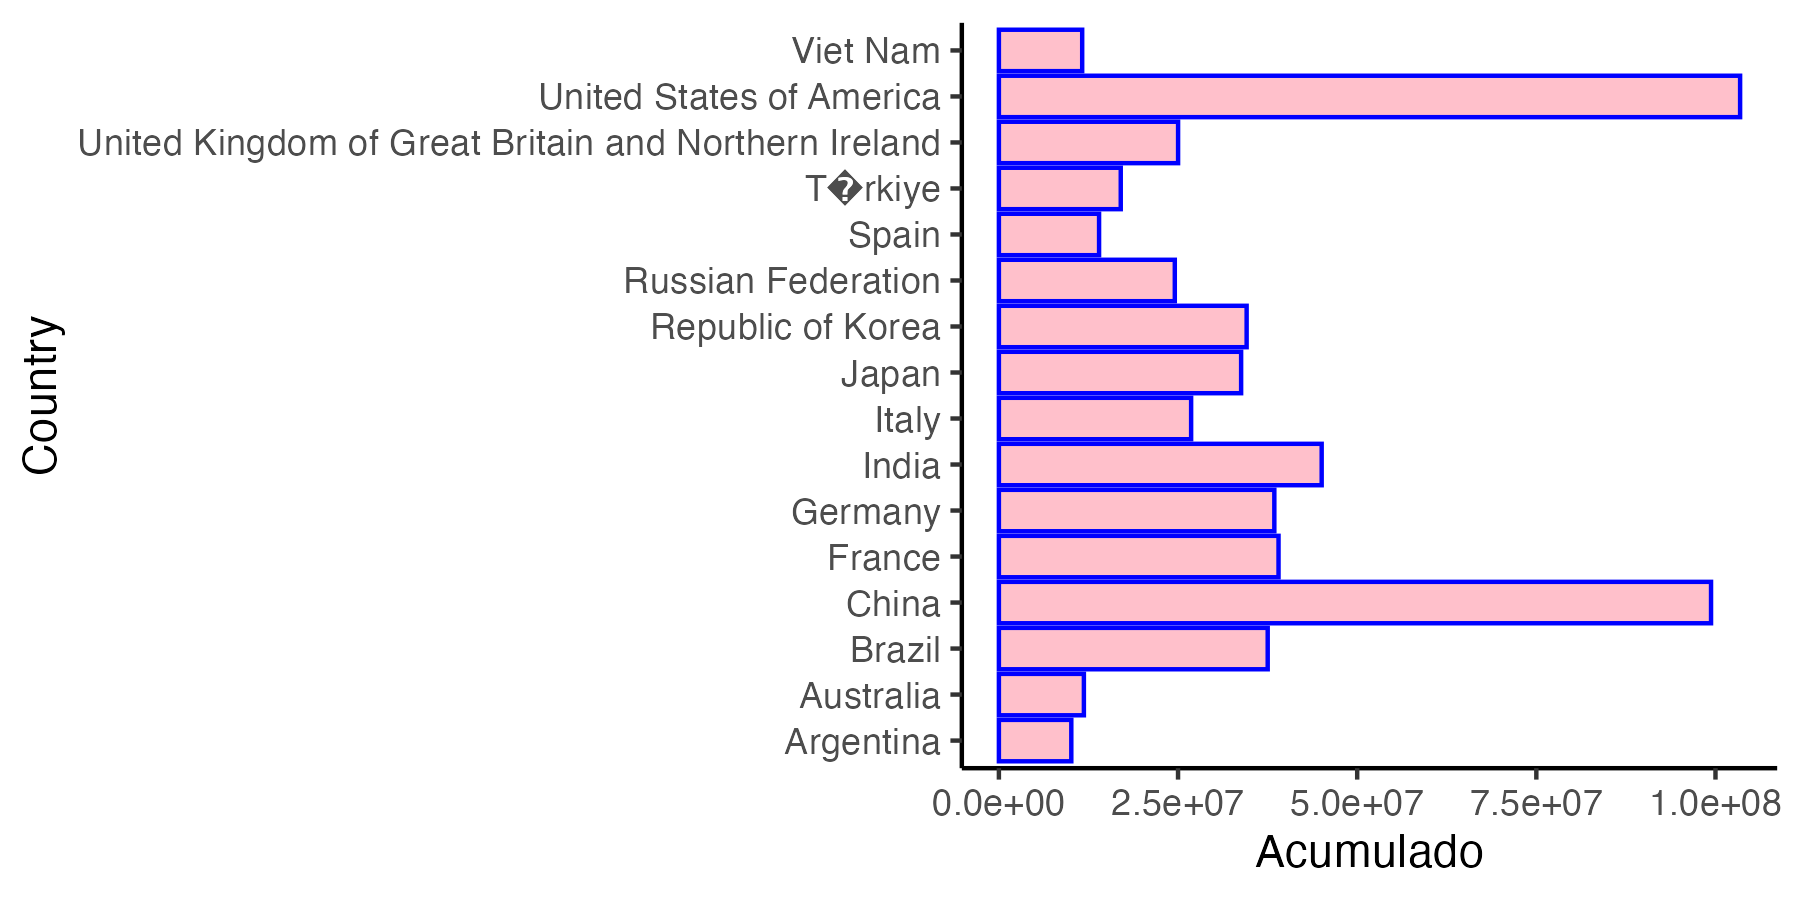 Viet Nam
United States of America
United Kingdom of Great Britain and Northern Ireland
T�rkiye
Spain
Russian Federation
Republic of Korea
Japan
Italy
India
Germany
France
China
Brazil
Australia
Argentina
Country
0.0e+00 2.5e+07 5.0e+07 7.5e+07 1.0e+08
Acumulado